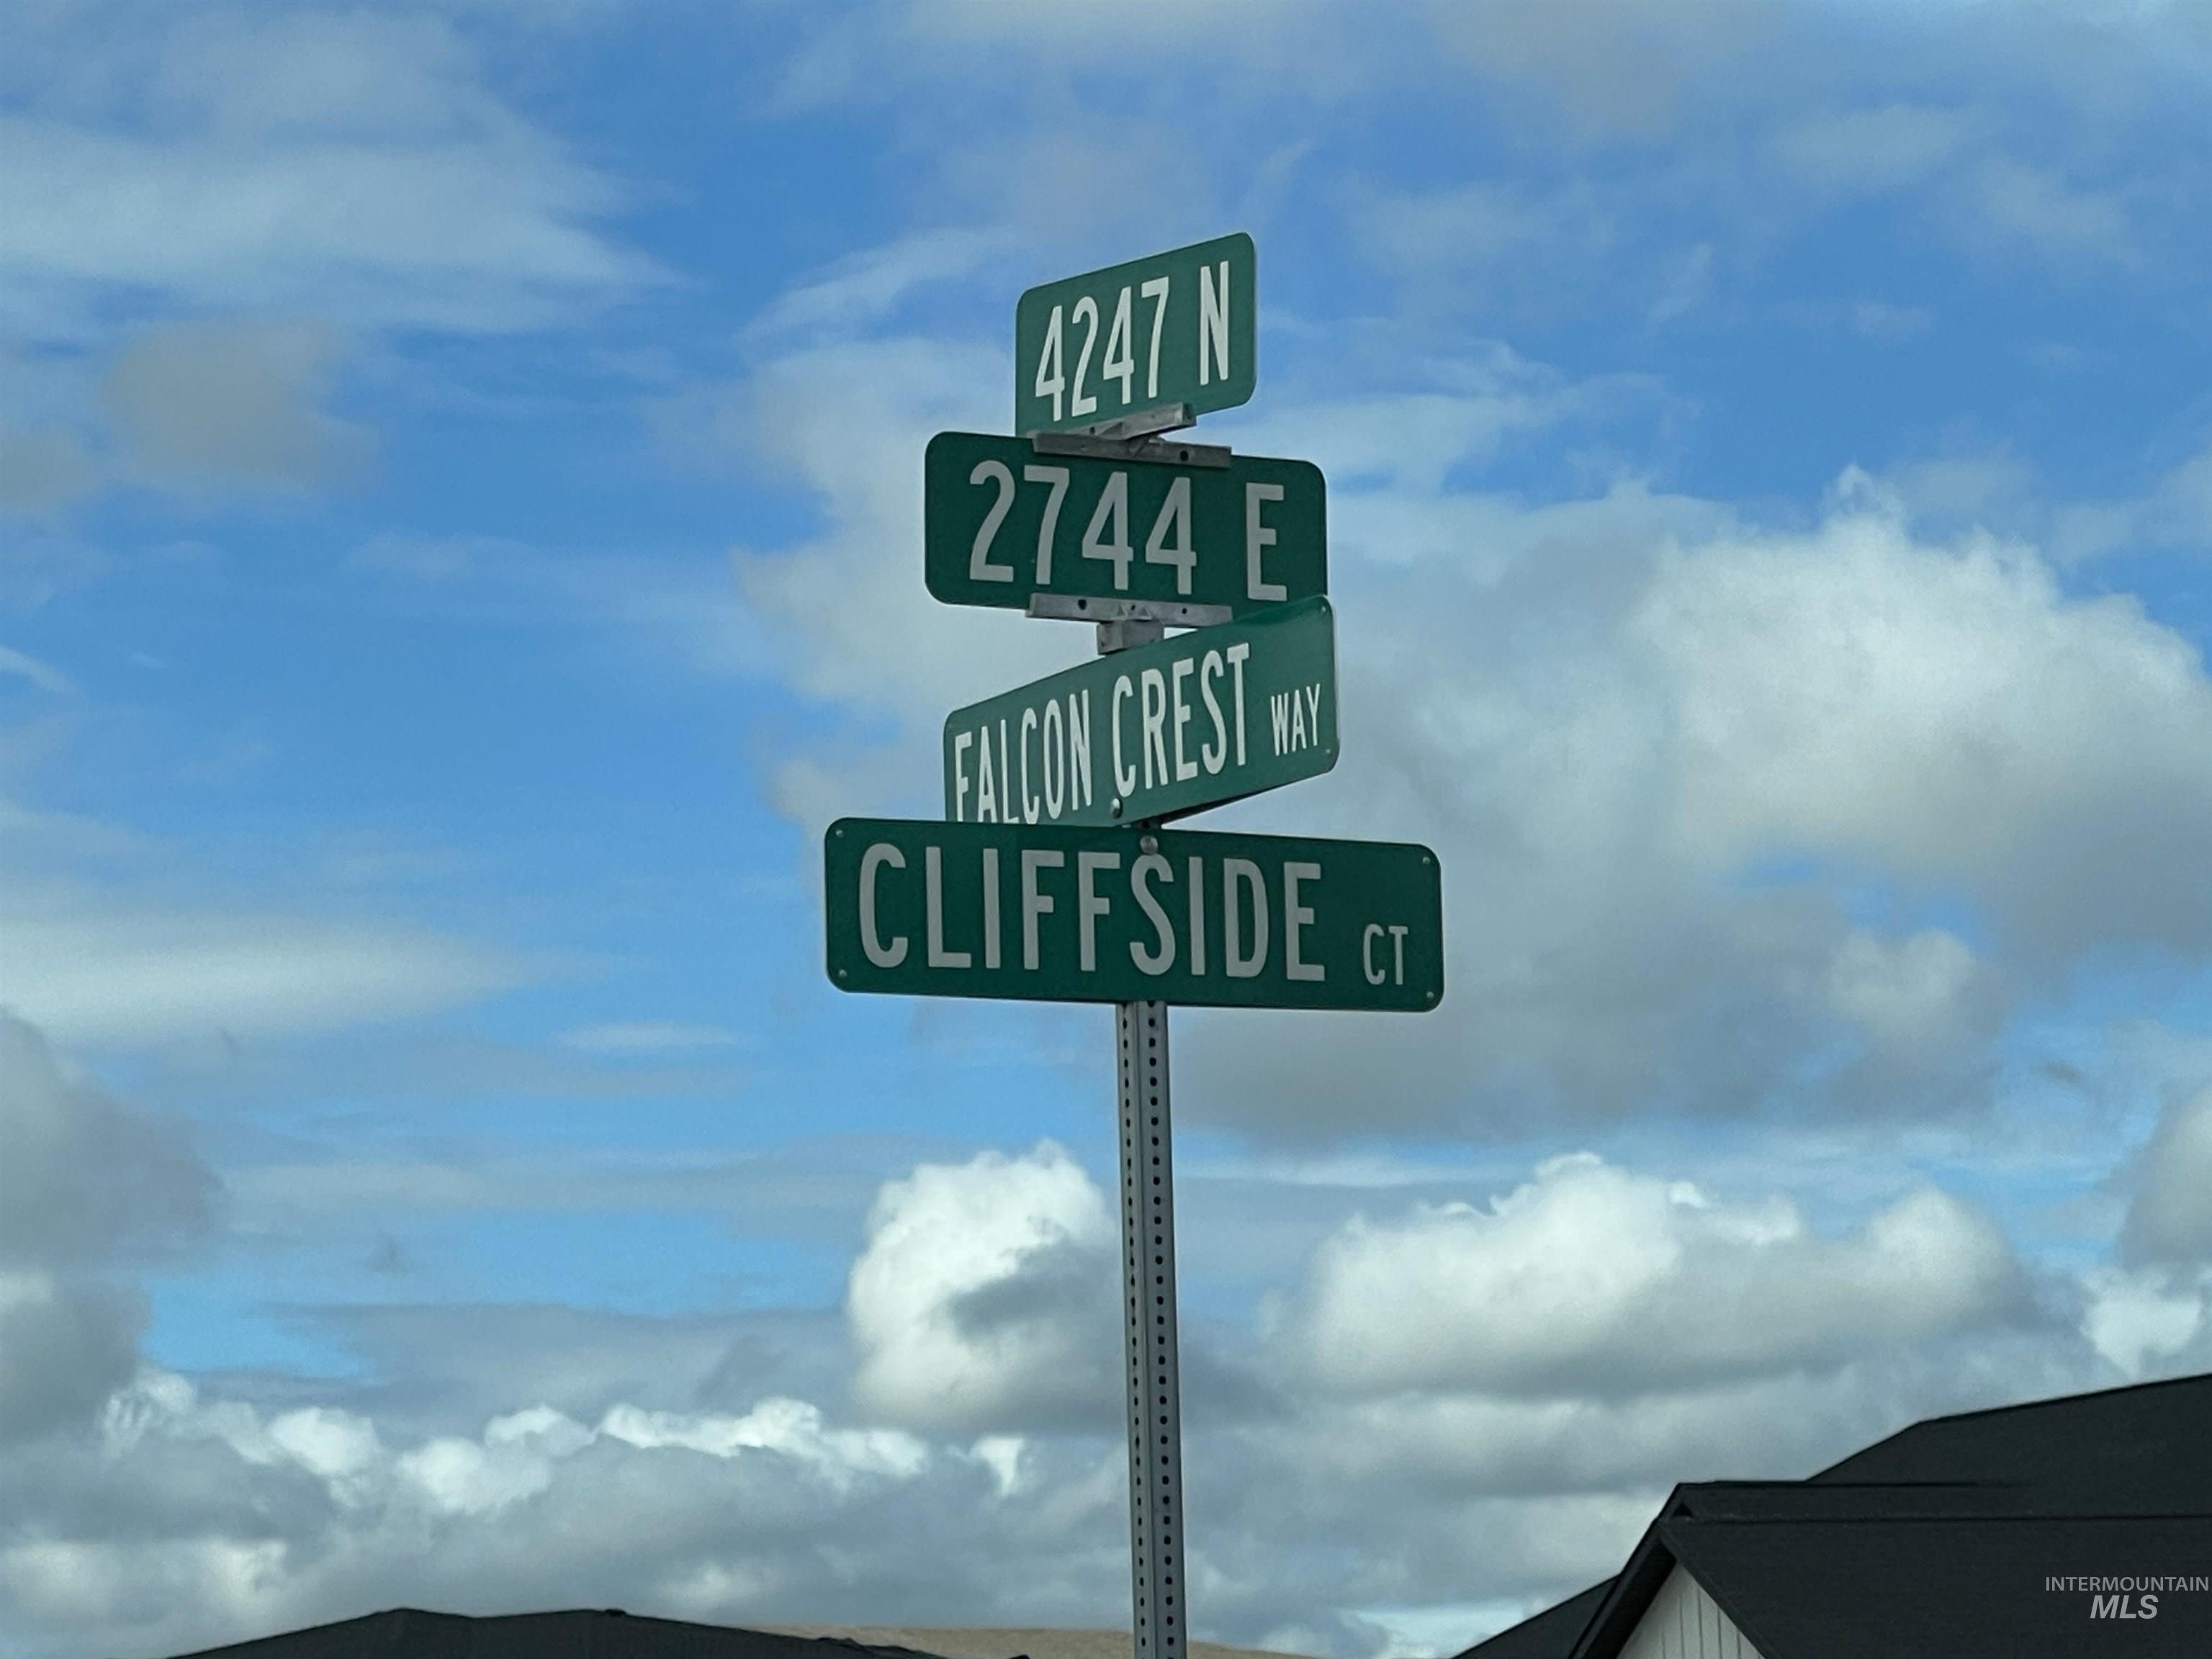 4247 N
2744 E
FALCON CREST WAY
CLIFFSIDE CT
INTERMOUNTAIN
MLS